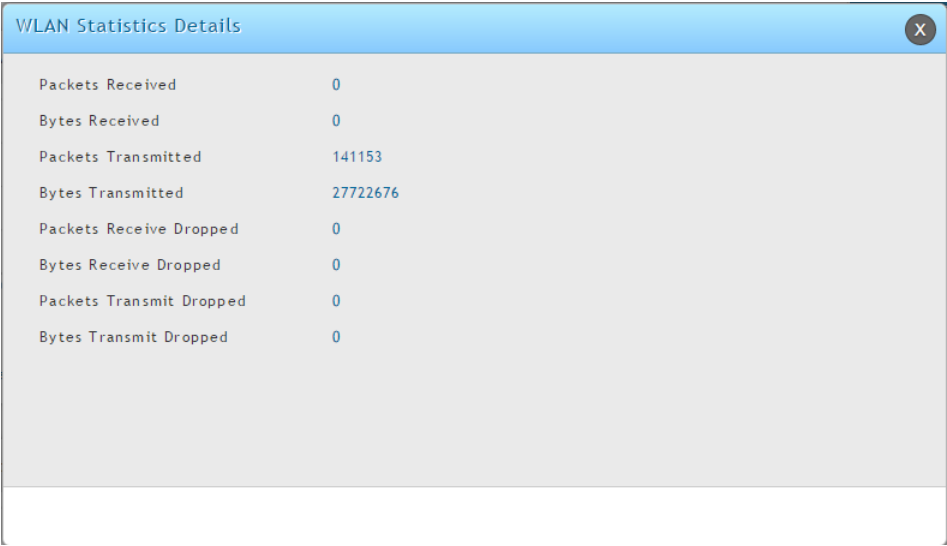 WLAN Statistics Details
X
Packets Received 0
Bytes Received 0
Packets Transmitted 141153
Bytes Transmitted 27722676
Packets Receive Dropped 0
Bytes Receive Dropped 0
Packets Transmit Dropped 0
Bytes Transmit Dropped 0